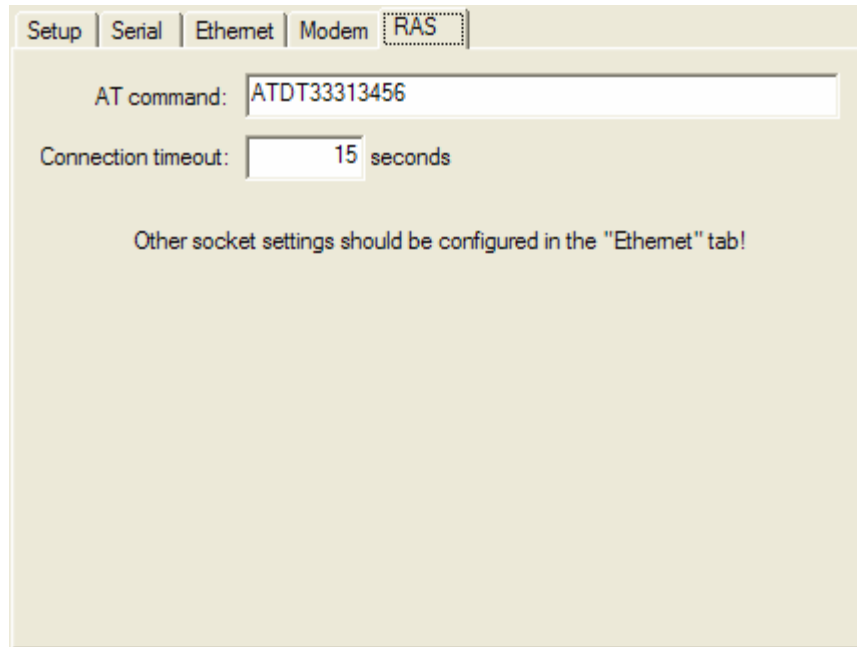 Setup Serial Ethernet Modem RAS
AT command: ATDT33313456
Connection timeout: 15 seconds
Other socket settings should be configured in the "Ethernet" tab!